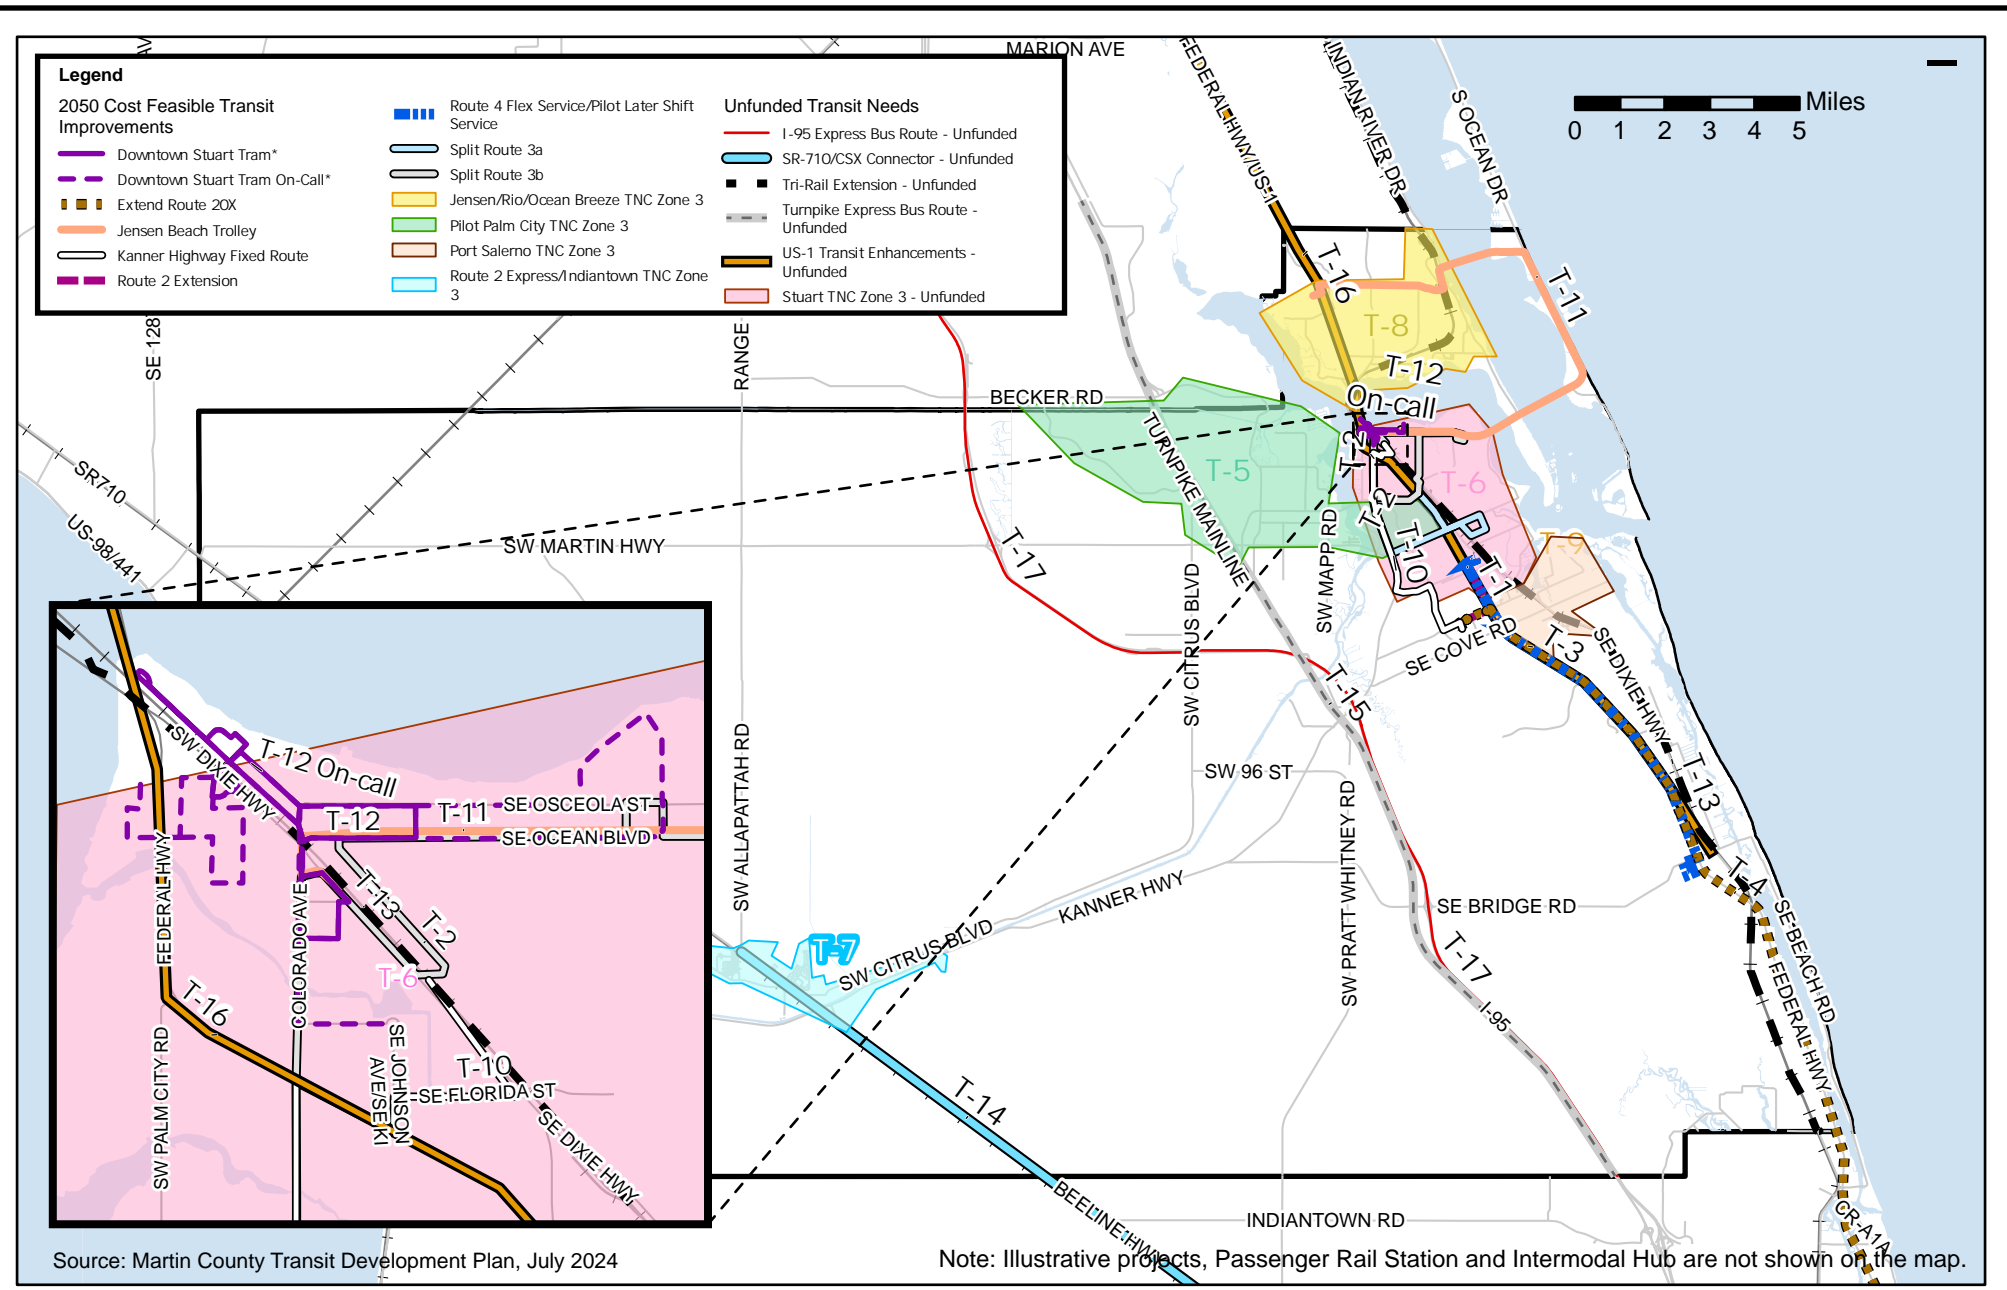 Legend
2050 Cost Feasible Transit
Improvements
Downtown Stuart Tram*
Downtown Stuart Tram On-Call*
Extend Route 20X
Jensen Beach Trolley
Kanner Highway Fixed Route
Route 2 Extension
Route 4 Flex Service/Pilot Later Shift
Service
Split Route 3a
Split Route 3b
Jensen/Rio/Ocean Breeze TNC Zone 3
Pilot Palm City TNC Zone 3
Port Salerno TNC Zone 3
Route 2 Express/Indiantown TNC Zone
3
Unfunded Transit Needs
I-95 Express Bus Route - Unfunded
SR-710/CSX Connector - Unfunded
Tri-Rail Extension - Unfunded
Turnpike Express Bus Route -
Unfunded
US-1 Transit Enhancements -
Unfunded
Stuart TNC Zone 3 - Unfunded
MARION AVE
AV
FEDERAL HWY/US-1
INDIAN RIVER DR
S OCEAN DR
Miles
0 1 2 3 4 5
SE 128
RANGE
BECKER RD
T-16
T-11
T-8
T-12
On-call
T-2
T-5
T-6
T-2
T-10
T-9
T-1
T-3
SR710
US-98/441
SW MARTIN HWY
T-17
TURNPIKE MAINLINE
SW MAPP RD
SW CITRUS BLVD
SE COVE RD
SE DIXIE HWY
T-15
SW 96 ST
SW ALLAPATTAH RD
SW PRATT WHITNEY RD
T-13
T-4
KANNER HWY
SE BRIDGE RD
SW CITRUS BLVD
T-7
T-17
I-95
SE BEACH RD
FEDERAL HWY
T-14
BEELINE HWY
INDIANTOWN RD
CR-A1A
SW DIXIE HWY
T-12 On-call
T-12
T-11
SE OSCEOLA ST
SE OCEAN BLVD
FEDERAL HWY
COLORADO AVE
T-13
T-2
T-6
T-16
SW PALM CITY RD
SE JOHNSON
AVE/SE KI
T-10
SE FLORIDA ST
SE DIXIE HWY
Source: Martin County Transit Development Plan, July 2024
Note: Illustrative projects, Passenger Rail Station and Intermodal Hub are not shown on the map.